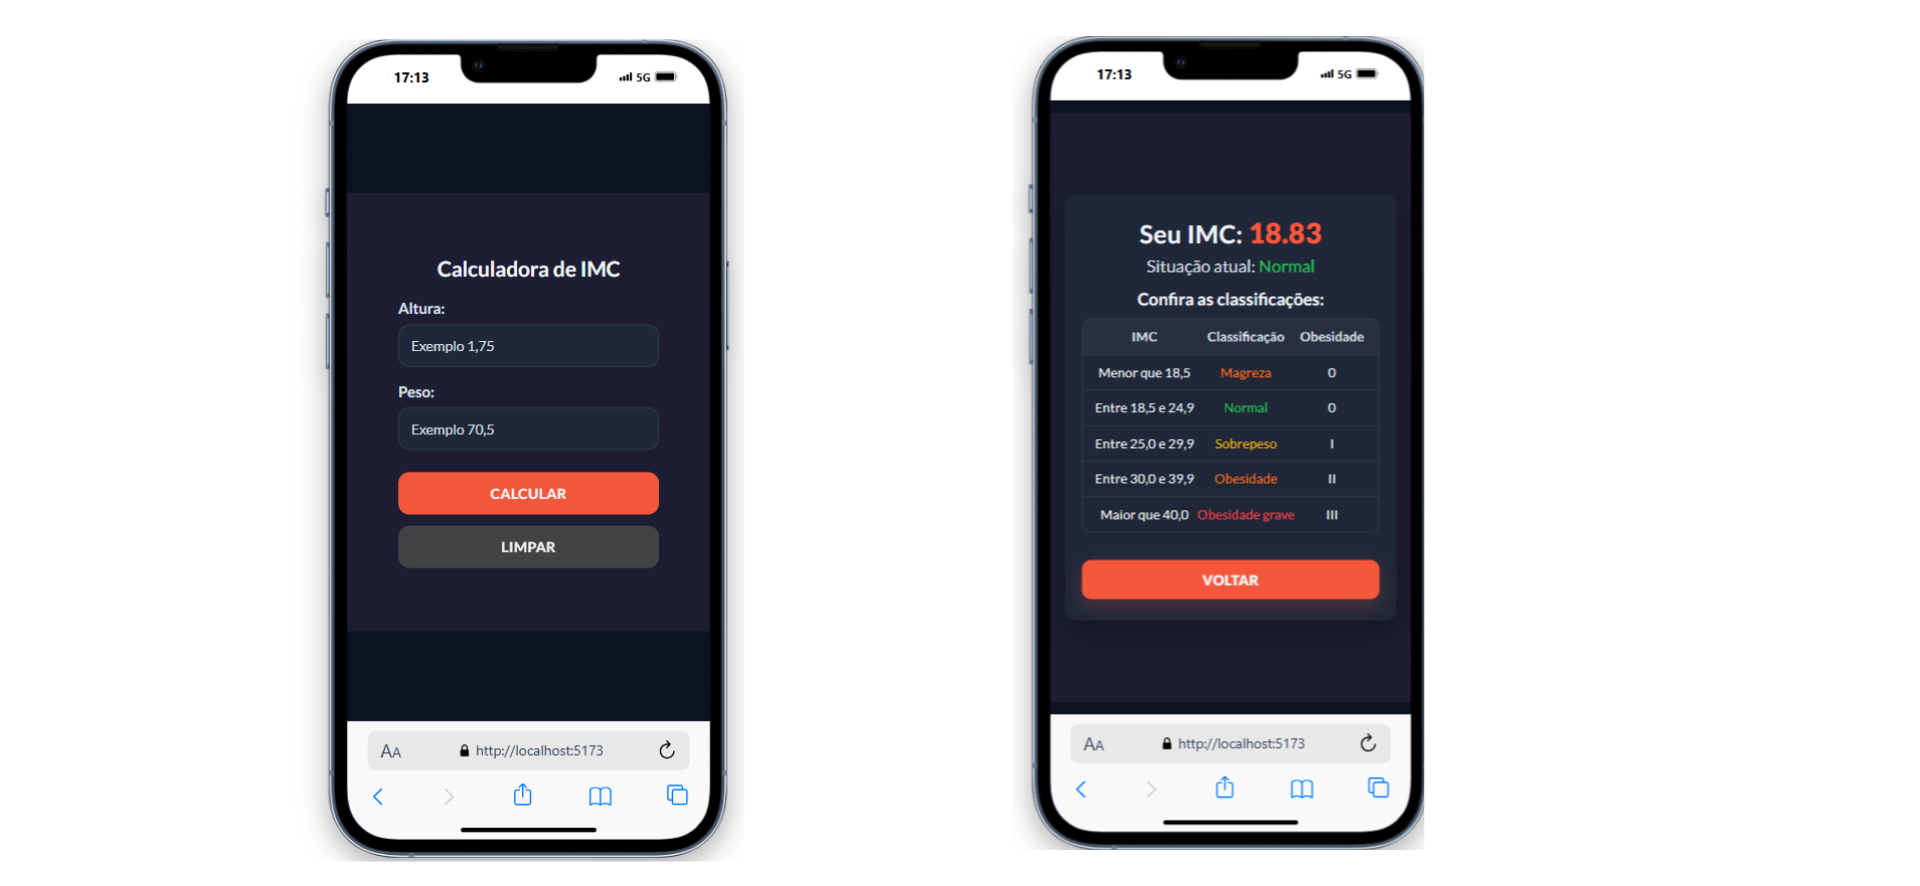 17:13
5G
Calculadora de IMC
Altura:
Exemplo 1,75
Peso:
Exemplo 70,5
CALCULAR
LIMPAR
AA
http://localhost:5173
17:13
5G
Seu IMC: 18.83
Situação atual: Normal
Confira as classificações:
IMC Classificação Obesidade
Menor que 18,5 Magreza 0
Entre 18,5 e 24,9 Normal 0
Entre 25,0 e 29,9 Sobrepeso I
Entre 30,0 e 39,9 Obesidade II
Maior que 40,0 Obesidade grave III
VOLTAR
AA
http://localhost:5173